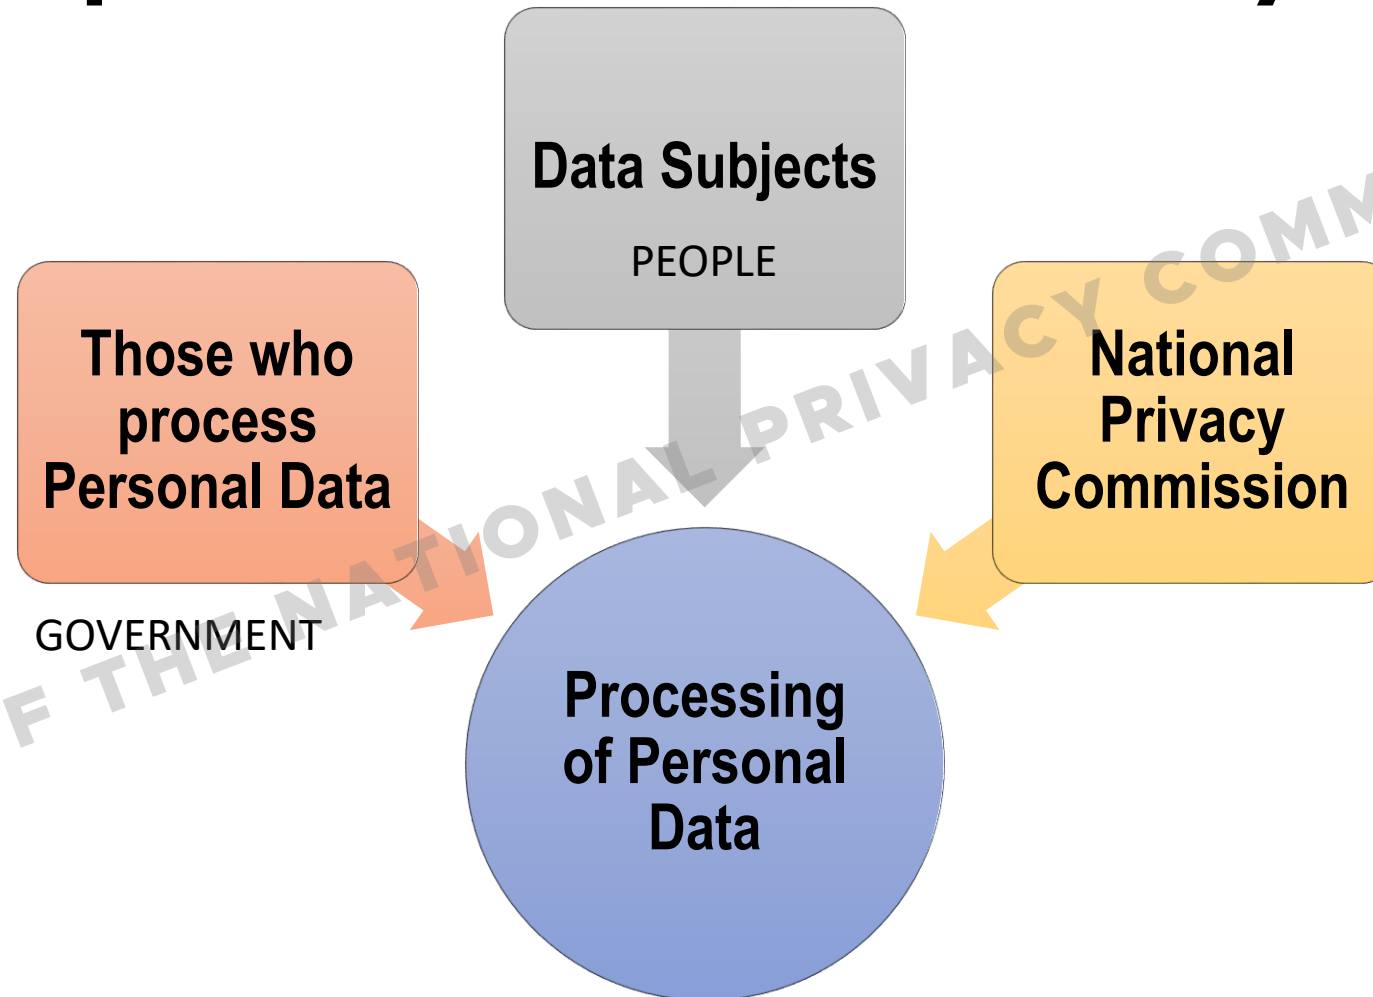 Data Subjects
PEOPLE
Those who
process
Personal Data
GOVERNMENT
National
Privacy
Commission
Processing
of Personal
Data
F THE NATIONAL PRIVACY COMM